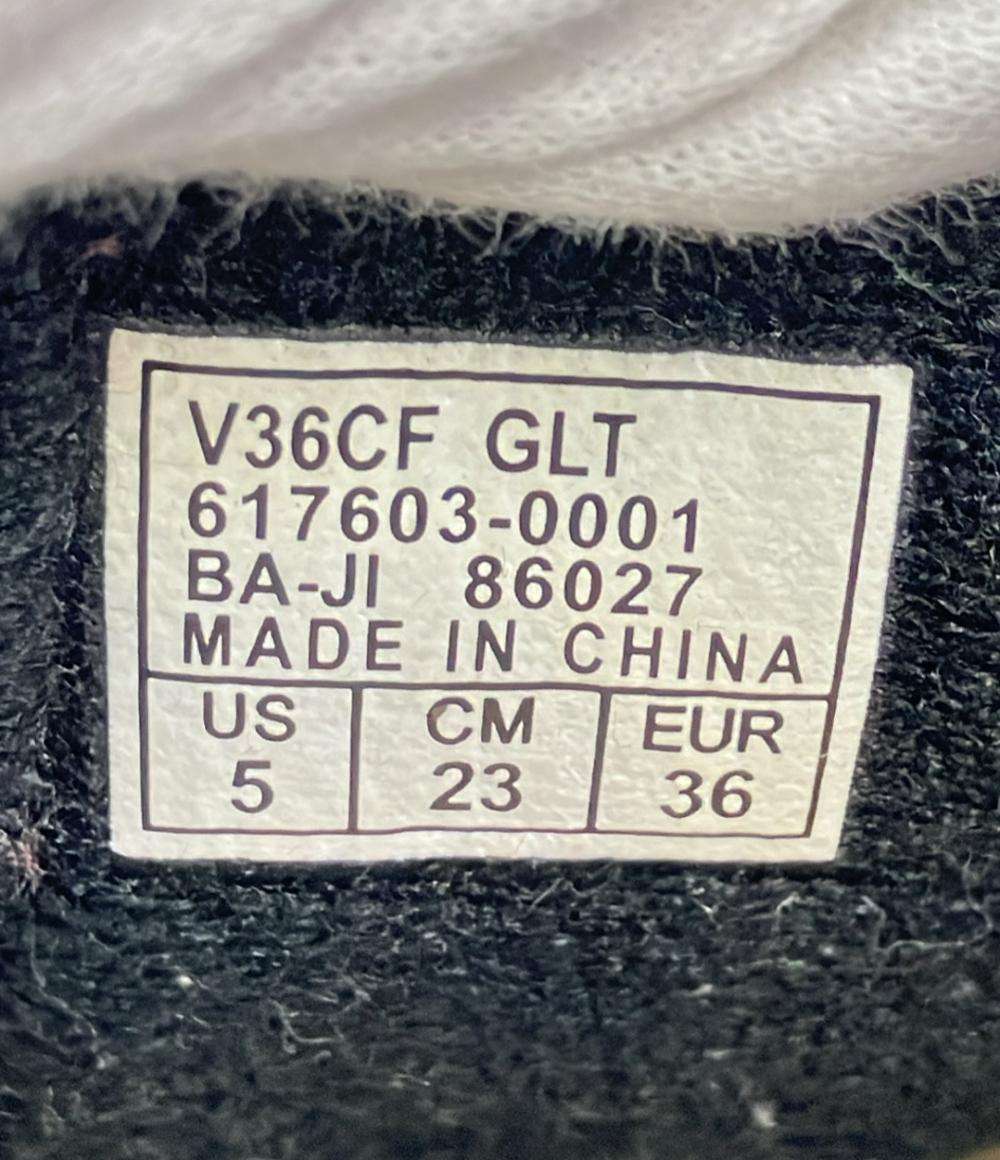 V36CF GLT
617603-0001
BA-JI 86027
MADE IN CHINA
US CM EUR
5 23 36